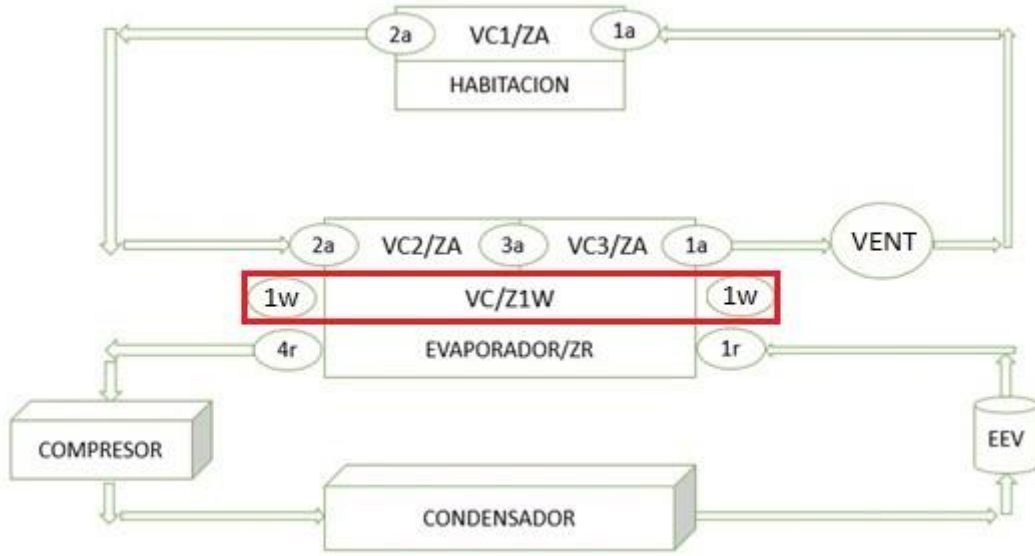 2a VC1/ZA 1a
HABITACION
2a VC2/ZA 3a VC3/ZA 1a VENT
1w VC/Z1W 1w
4r EVAPORADOR/ZR 1r
COMPRESOR
EEV
CONDENSADOR